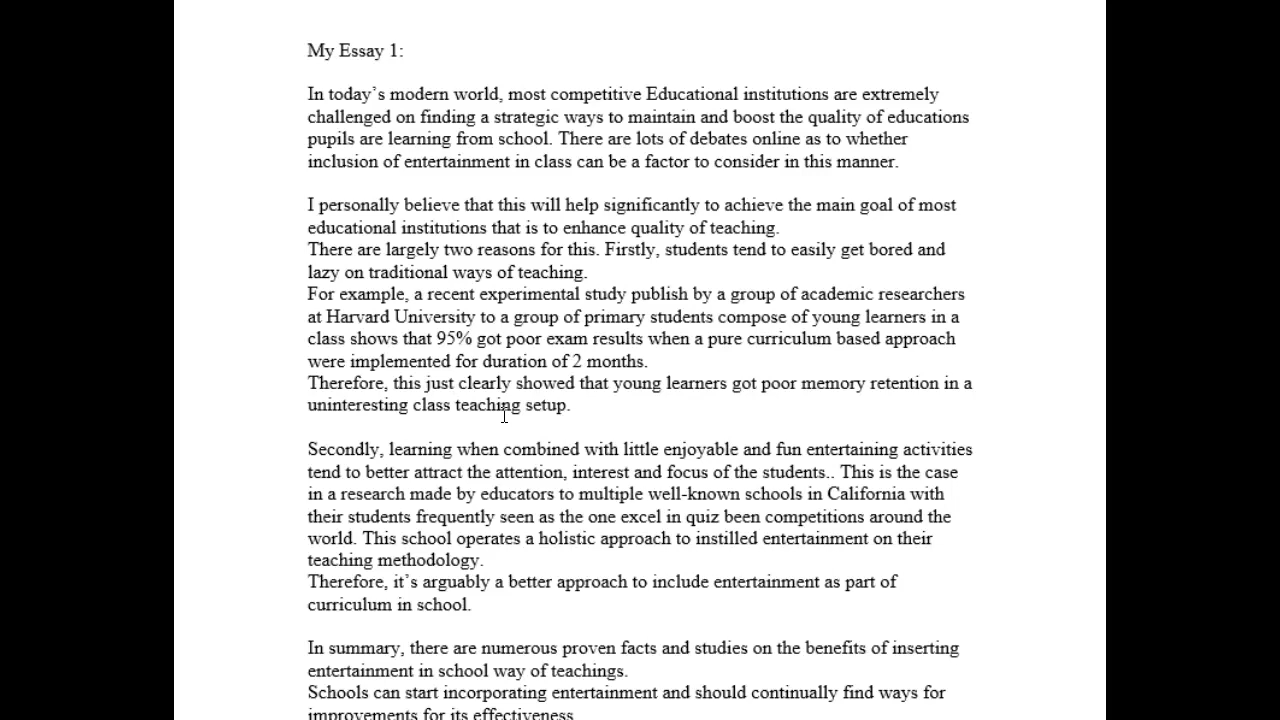 My Essay 1:
In today's modern world, most competitive Educational institutions are extremely
challenged on finding a strategic ways to maintain and boost the quality of educations
pupils are learning from school. There are lots of debates online as to whether
inclusion of entertainment in class can be a factor to consider in this manner.
I personally believe that this will help significantly to achieve the main goal of most
educational institutions that is to enhance quality of teaching.
There are largely two reasons for this. Firstly, students tend to easily get bored and
lazy on traditional ways of teaching.
For example, a recent experimental study publish by a group of academic researchers
at Harvard University to a group of primary students compose of young learners in a
class shows that 95% got poor exam results when a pure curriculum based approach
were implemented for duration of 2 months.
Therefore, this just clearly showed that young learners got poor memory retention in a
uninteresting class teaching setup.
Secondly, learning when combined with little enjoyable and fun entertaining activities
tend to better attract the attention, interest and focus of the students.. This is the case
in a research made by educators to multiple well-known schools in California with
their students frequently seen as the one excel in quiz been competitions around the
world. This school operates a holistic approach to instilled entertainment on their
teaching methodology.
Therefore, it's arguably a better approach to include entertainment as part of
curriculum in school.
In summary, there are numerous proven facts and studies on the benefits of inserting
entertainment in school way of teachings.
Schools can start incorporating entertainment and should continually find ways for
improvements for its effectiveness